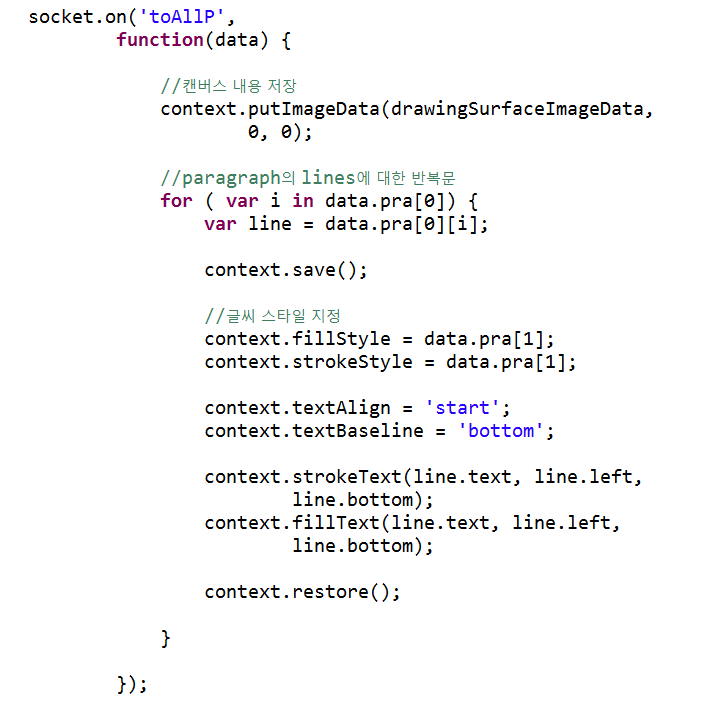 socket.on('toAllP',
function(data) {
//캔버스 내용 저장
context.putImageData(drawingSurfaceImageData,
0, 0);
//paragraph의 lines에 대한 반복문
for ( var i in data.pra[0]) {
var line = data.pra[0][i];
context.save();
//글씨 스타일 지정
context.fillStyle = data.pra[1];
context.strokeStyle = data.pra[1];
context.textAlign = 'start';
context.textBaseline = 'bottom';
context.strokeText(line.text, line.left,
line.bottom);
context.fillText(line.text, line.left,
line.bottom);
context.restore();
}
});